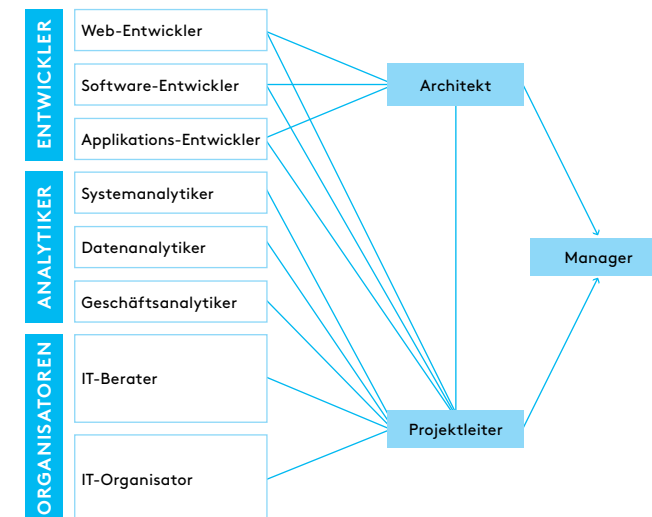 ENTWICKLER
Web-Entwickler
Software-Entwickler
Applikations-Entwickler
ANALYTIKER
Systemanalytiker
Datenanalytiker
Geschäftsanalytiker
ORGANISATOREN
IT-Berater
IT-Organisator
Architekt
Projektleiter
Manager